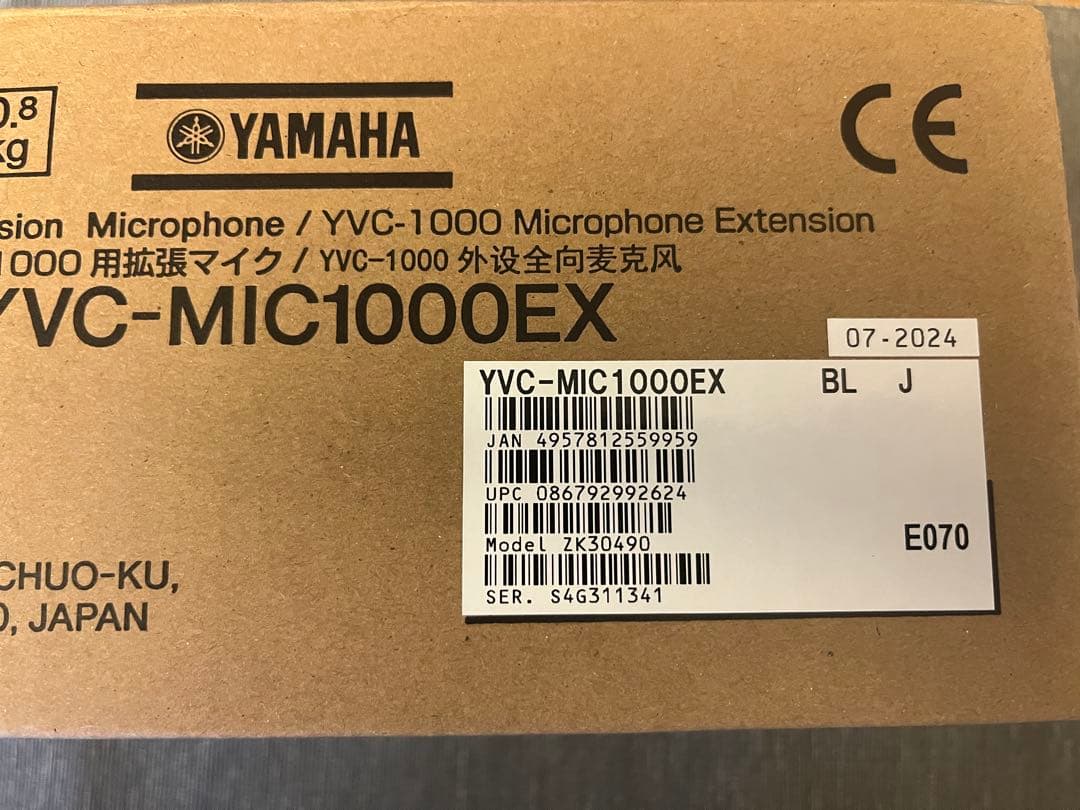 0.8
kg
YAMAHA
CE
Microphone / YVC-1000 Microphone Extension
1000 用拡張マイク / YVC-1000 外设全向麦克风
YVC-MIC1000EX
07-2024
YVC-MIC1000EX BL J
JAN 4957812559959
UPC 086792992624
Model ZK30490
E070
SER. S4G311341
CHUO-KU,
JAPAN